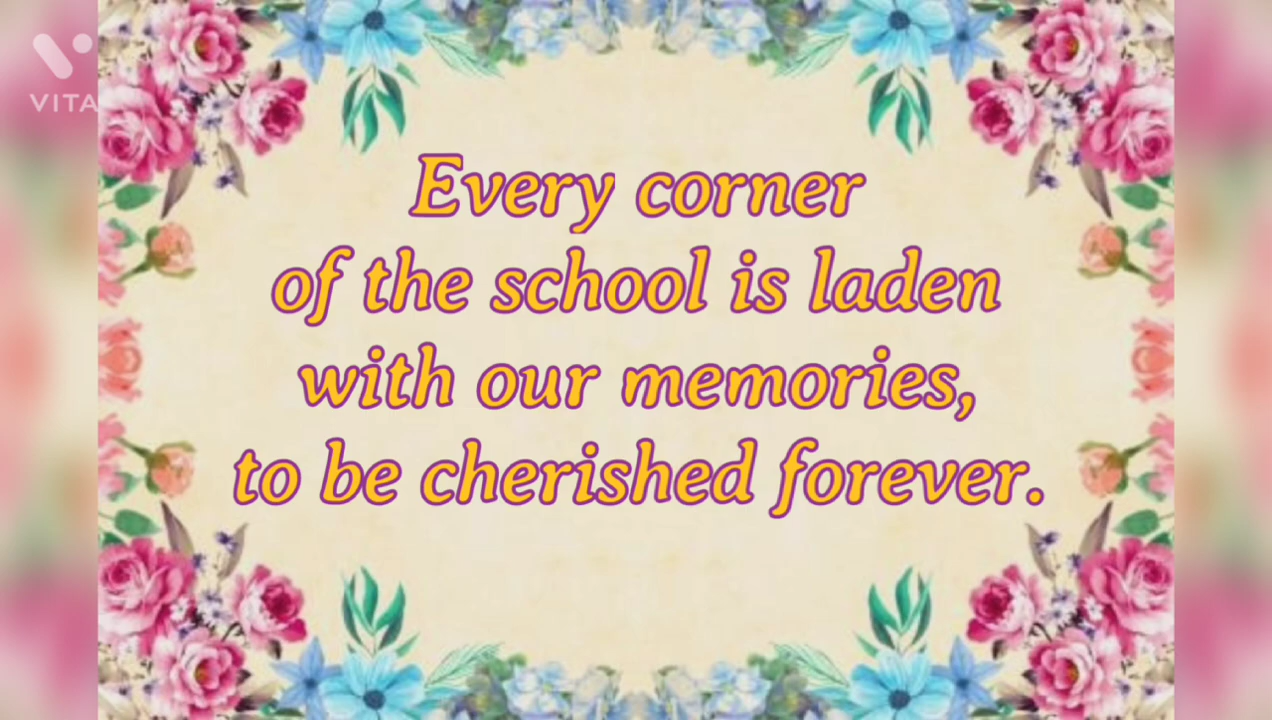 VITA
Every corner
of the school is laden
with our memories,
to be cherished forever.